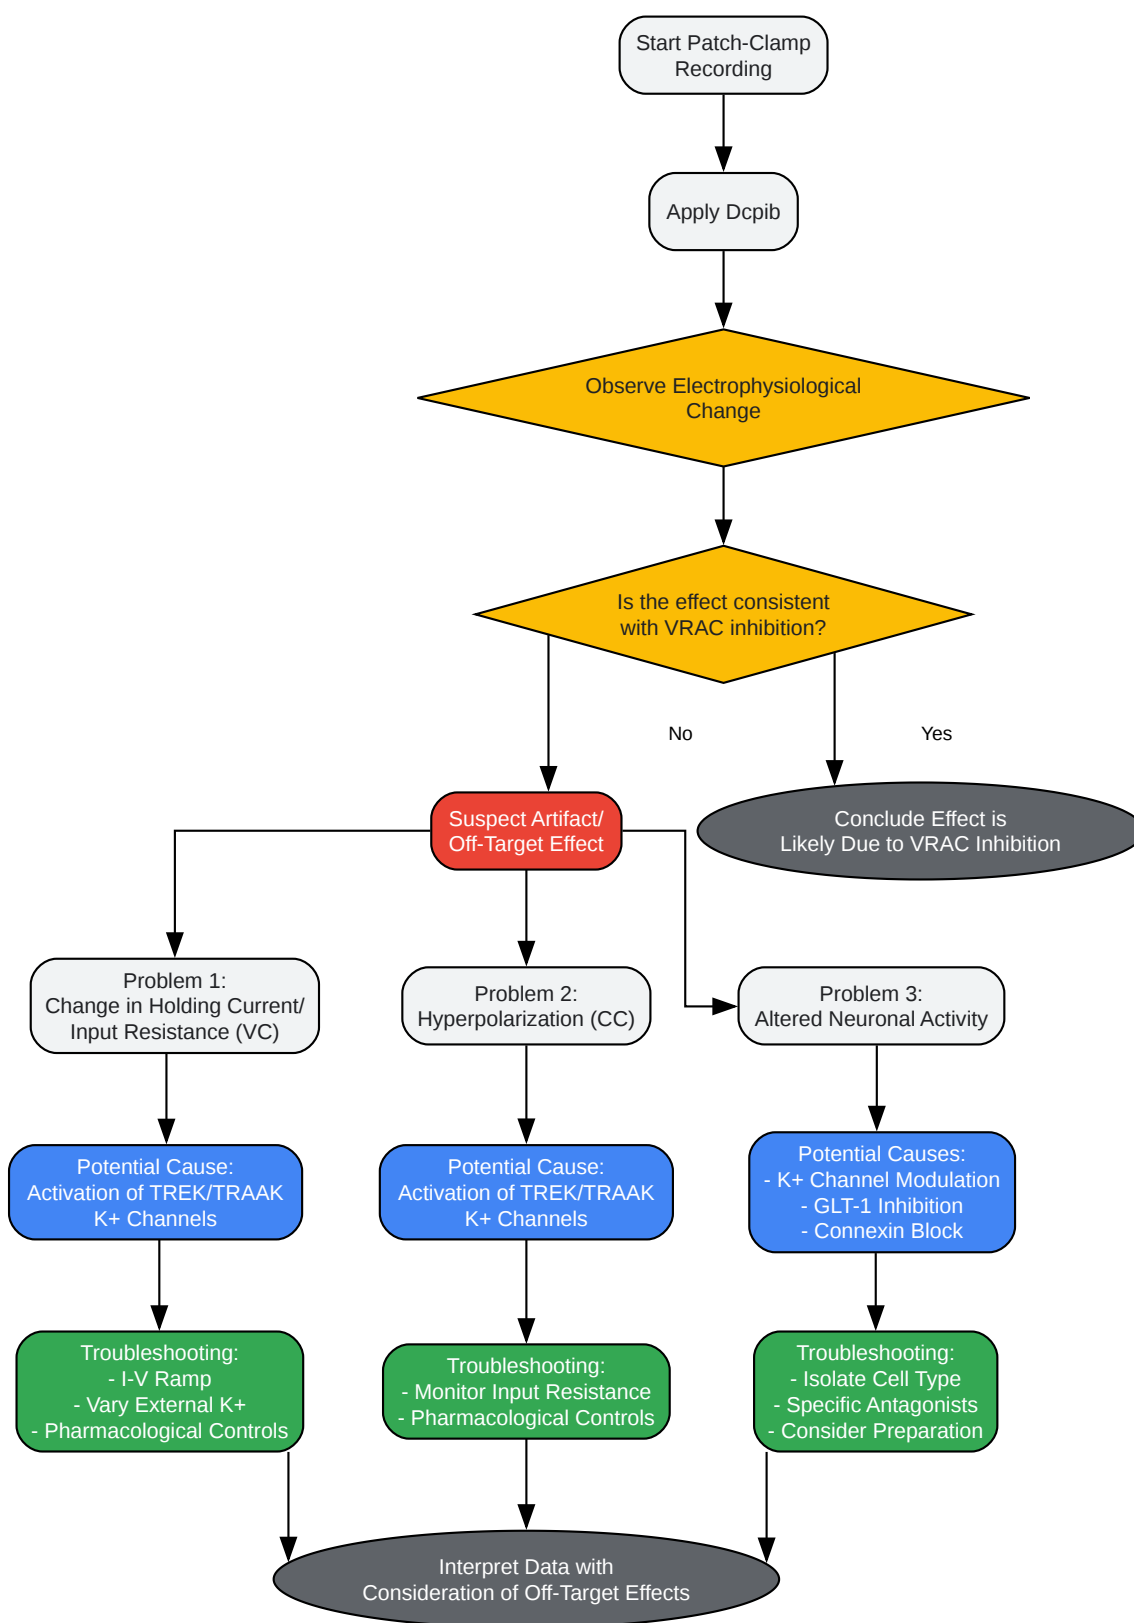 Start Patch-Clamp
Recording
Apply Dcpib
Observe Electrophysiological
Change
Is the effect consistent
with VRAC inhibition?
No
Yes
Suspect Artifact/
Off-Target Effect
Conclude Effect is
Likely Due to VRAC Inhibition
Problem 1:
Change in Holding Current/
Input Resistance (VC)
Problem 2:
Hyperpolarization (CC)
Problem 3:
Altered Neuronal Activity
Potential Cause:
Activation of TREK/TRAAK
K+ Channels
Potential Cause:
Activation of TREK/TRAAK
K+ Channels
Potential Causes:
- K+ Channel Modulation
- GLT-1 Inhibition
- Connexin Block
Troubleshooting:
- I-V Ramp
- Vary External K+
- Pharmacological Controls
Troubleshooting:
- Monitor Input Resistance
- Pharmacological Controls
Troubleshooting:
- Isolate Cell Type
- Specific Antagonists
- Consider Preparation
Interpret Data with
Consideration of Off-Target Effects